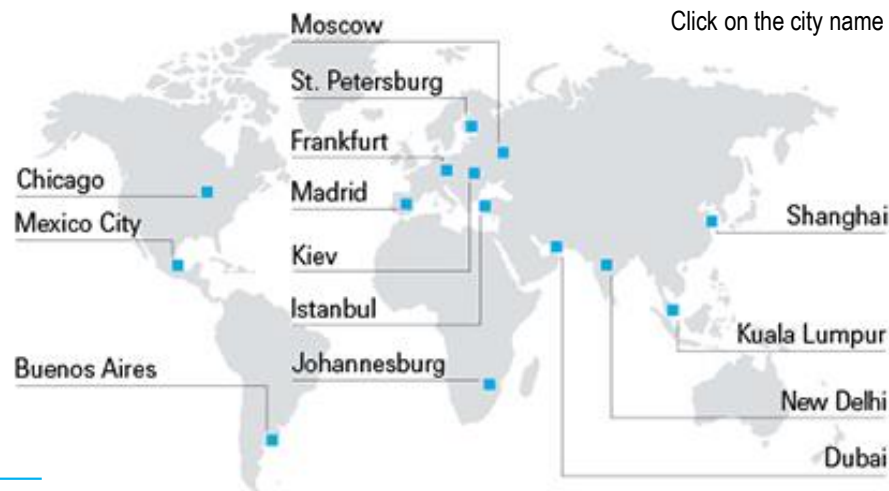 Moscow
Click on the city name
St. Petersburg
Frankfurt
Chicago
Madrid
Mexico City
Shanghai
Kiev
Istanbul
Kuala Lumpur
Buenos Aires
Johannesburg
New Delhi
Dubai